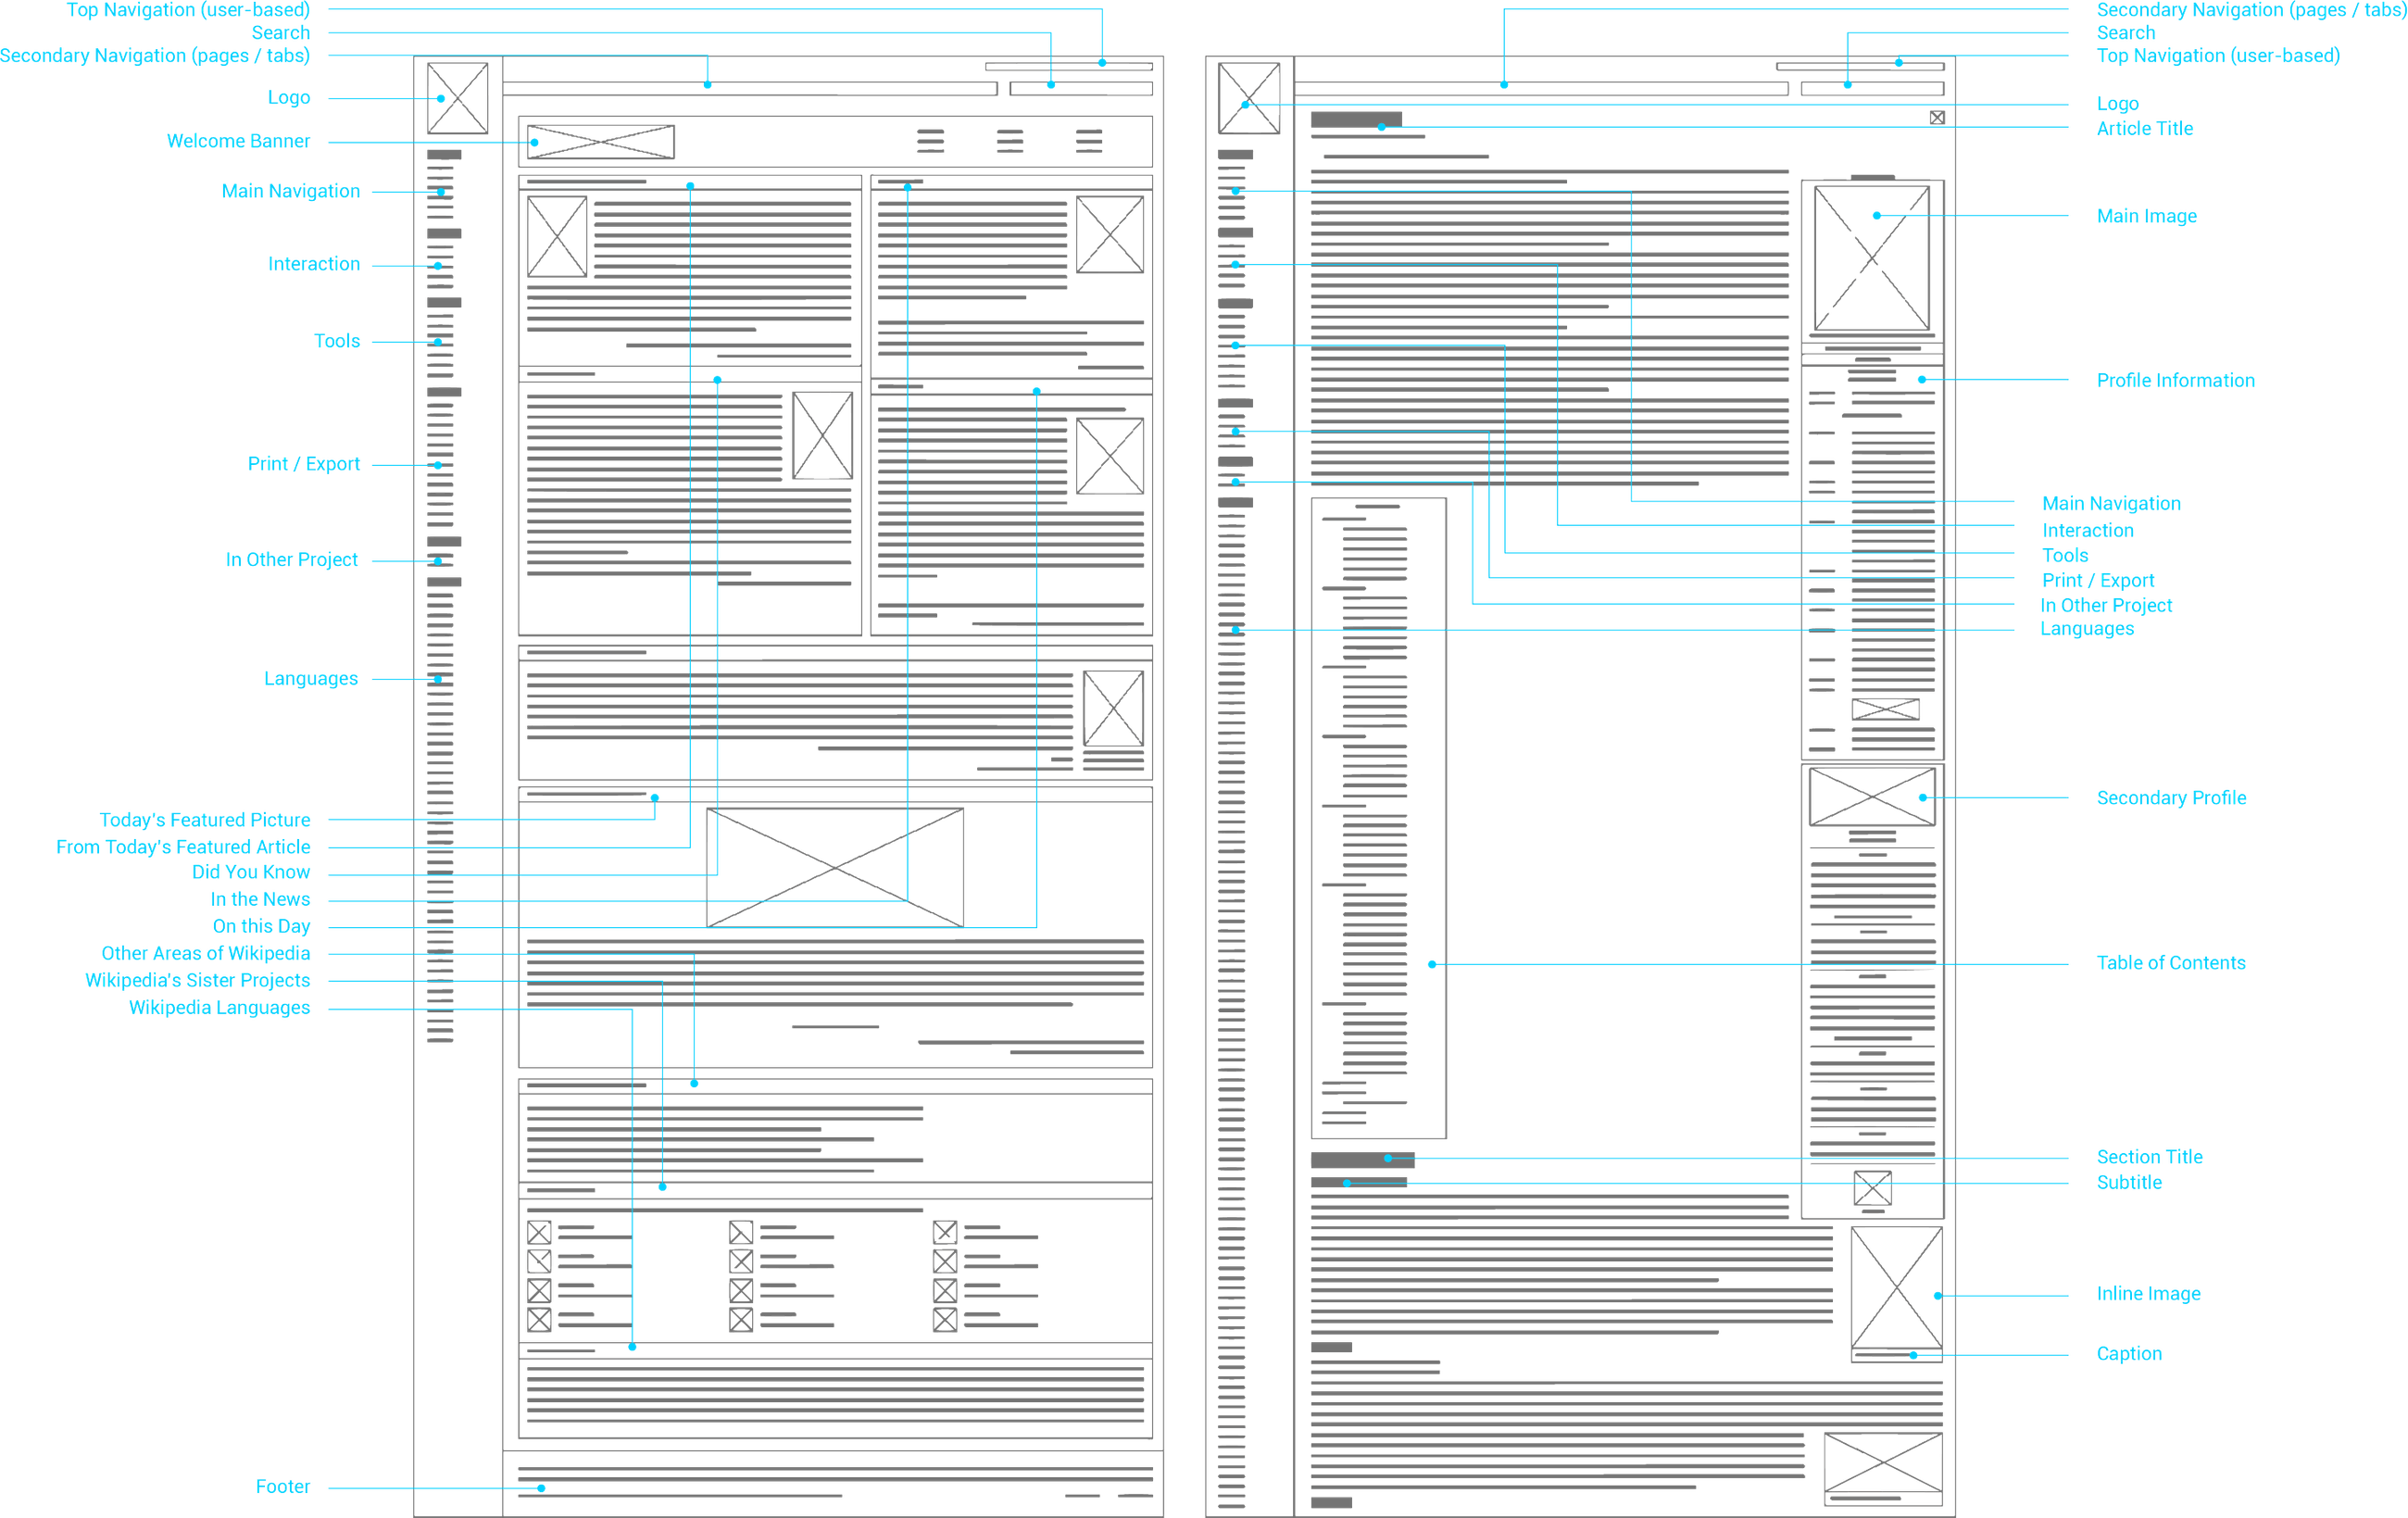 Top Navigation (user-based)
Search
Secondary Navigation (pages / tabs)
Logo
Welcome Banner
Main Navigation
Interaction
Tools
Print / Export
In Other Project
Languages
Today's Featured Picture
From Today's Featured Article
Did You Know
In the News
On this Day
Other Areas of Wikipedia
Wikipedia's Sister Projects
Wikipedia Languages
Footer
Secondary Navigation (pages / tabs)
Search
Top Navigation (user-based)
Logo
Article Title
Main Image
Profile Information
Main Navigation
Interaction
Tools
Print / Export
In Other Project
Languages
Secondary Profile
Table of Contents
Section Title
Subtitle
Inline Image
Caption